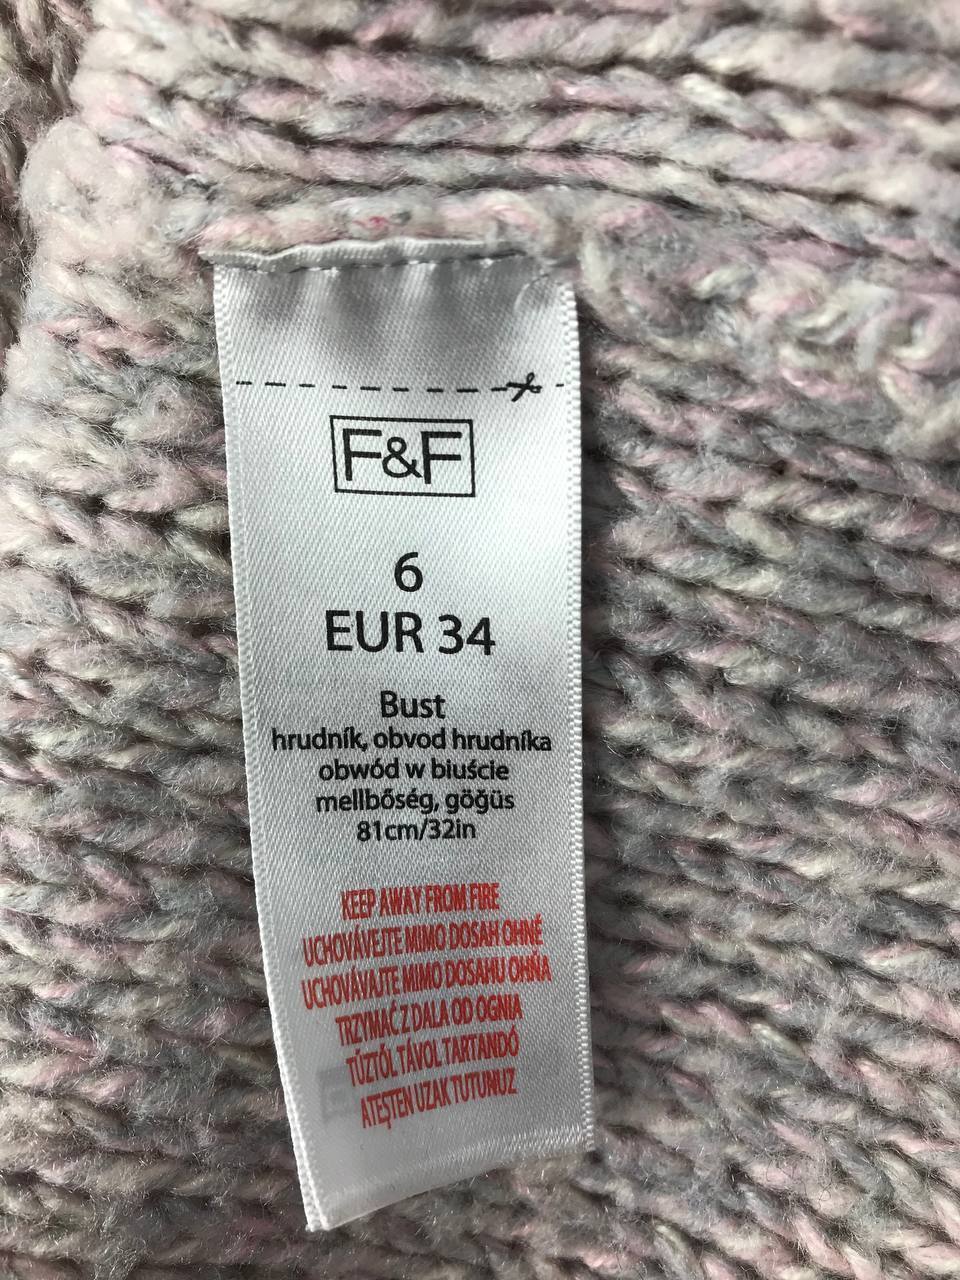 F&F
6
EUR 34
Bust
hrudník, obvod hrudníka
obwód w biuście
mellbőség, göğüs
81cm/32in
KEEP AWAY FROM FIRE
UCHOVÁVEJTE MIMO DOSAH OHNÉ
UCHOVÁVAJTE MIMO DOSAHU OHŇA
TRZYMAĆ Z DALA OD OGNIA
TŰZTŐL TÁVOL TARTANDÓ
ATEŞTEN UZAK TUTUNUZ